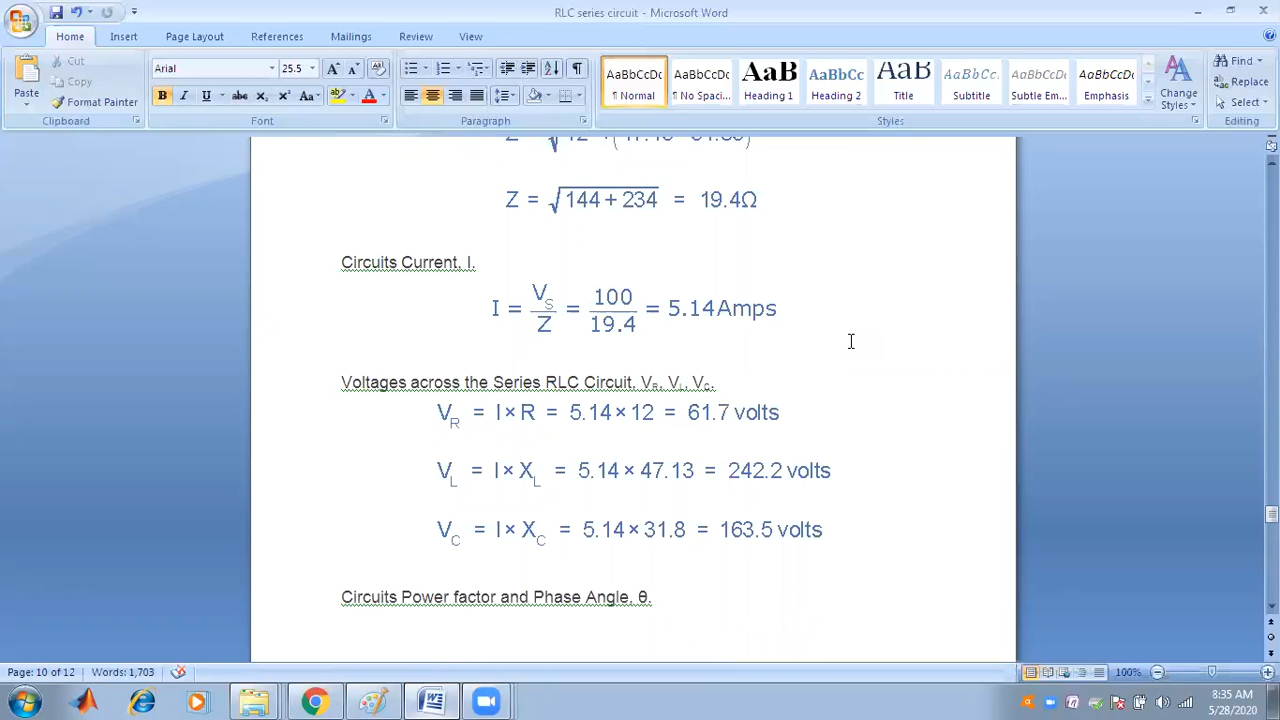 RLC series circuit - Microsoft Word
Home Insert Page Layout References Mailings Review View
Paste
Cut
Copy
Format Painter
Clipboard
Arial 25.5
B I U abc x₂ x² Aa
Font
Paragraph
AaBbCcDc AaBbCcDc AaB AaBbCc AaB AaBbCcDc AaBbCcDc AaBbCcDc
¶ Normal ¶ No Spaci... Heading 1 Heading 2 Title Subtitle Subtle Em... Emphasis
Change Styles
Styles
Find
Replace
Select
Editing
Z = √144 + 234 = 19.4Ω
Circuits Current, I.
I = V_S/Z = 100/19.4 = 5.14Amps
Voltages across the Series RLC Circuit, V_R, V_L, V_C.
V_R = I × R = 5.14 × 12 = 61.7 volts
V_L = I × X_L = 5.14 × 47.13 = 242.2 volts
V_C = I × X_C = 5.14 × 31.8 = 163.5 volts
Circuits Power factor and Phase Angle, θ.
Page: 10 of 12 Words: 1,703 100%
8:35 AM
5/28/2020